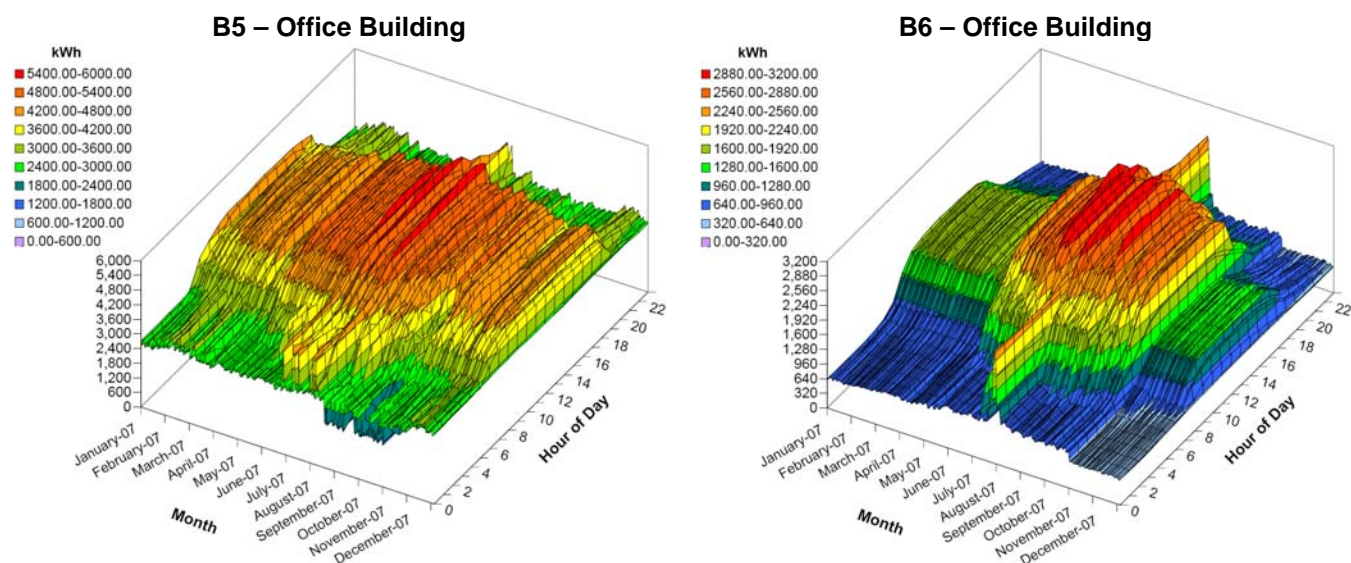 B5 – Office Building
kWh
5400.00-6000.00
4800.00-5400.00
4200.00-4800.00
3600.00-4200.00
3000.00-3600.00
2400.00-3000.00
1800.00-2400.00
1200.00-1800.00
600.00-1200.00
0.00-600.00
6,000
5,400
4,800
4,200
3,600
3,000
2,400
1,800
1,200
600
0
January-07
February-07
March-07
April-07
May-07
June-07
July-07
August-07
September-07
October-07
November-07
December-07
Month
0
2
4
6
8
10
12
14
16
18
20
22
Hour of Day
B6 – Office Building
kWh
2880.00-3200.00
2560.00-2880.00
2240.00-2560.00
1920.00-2240.00
1600.00-1920.00
1280.00-1600.00
960.00-1280.00
640.00-960.00
320.00-640.00
0.00-320.00
3,200
2,880
2,560
2,240
1,920
1,600
1,280
960
640
320
0
January-07
February-07
March-07
April-07
May-07
June-07
July-07
August-07
September-07
October-07
November-07
December-07
Month
0
2
4
6
8
10
12
14
16
18
20
22
Hour of Day